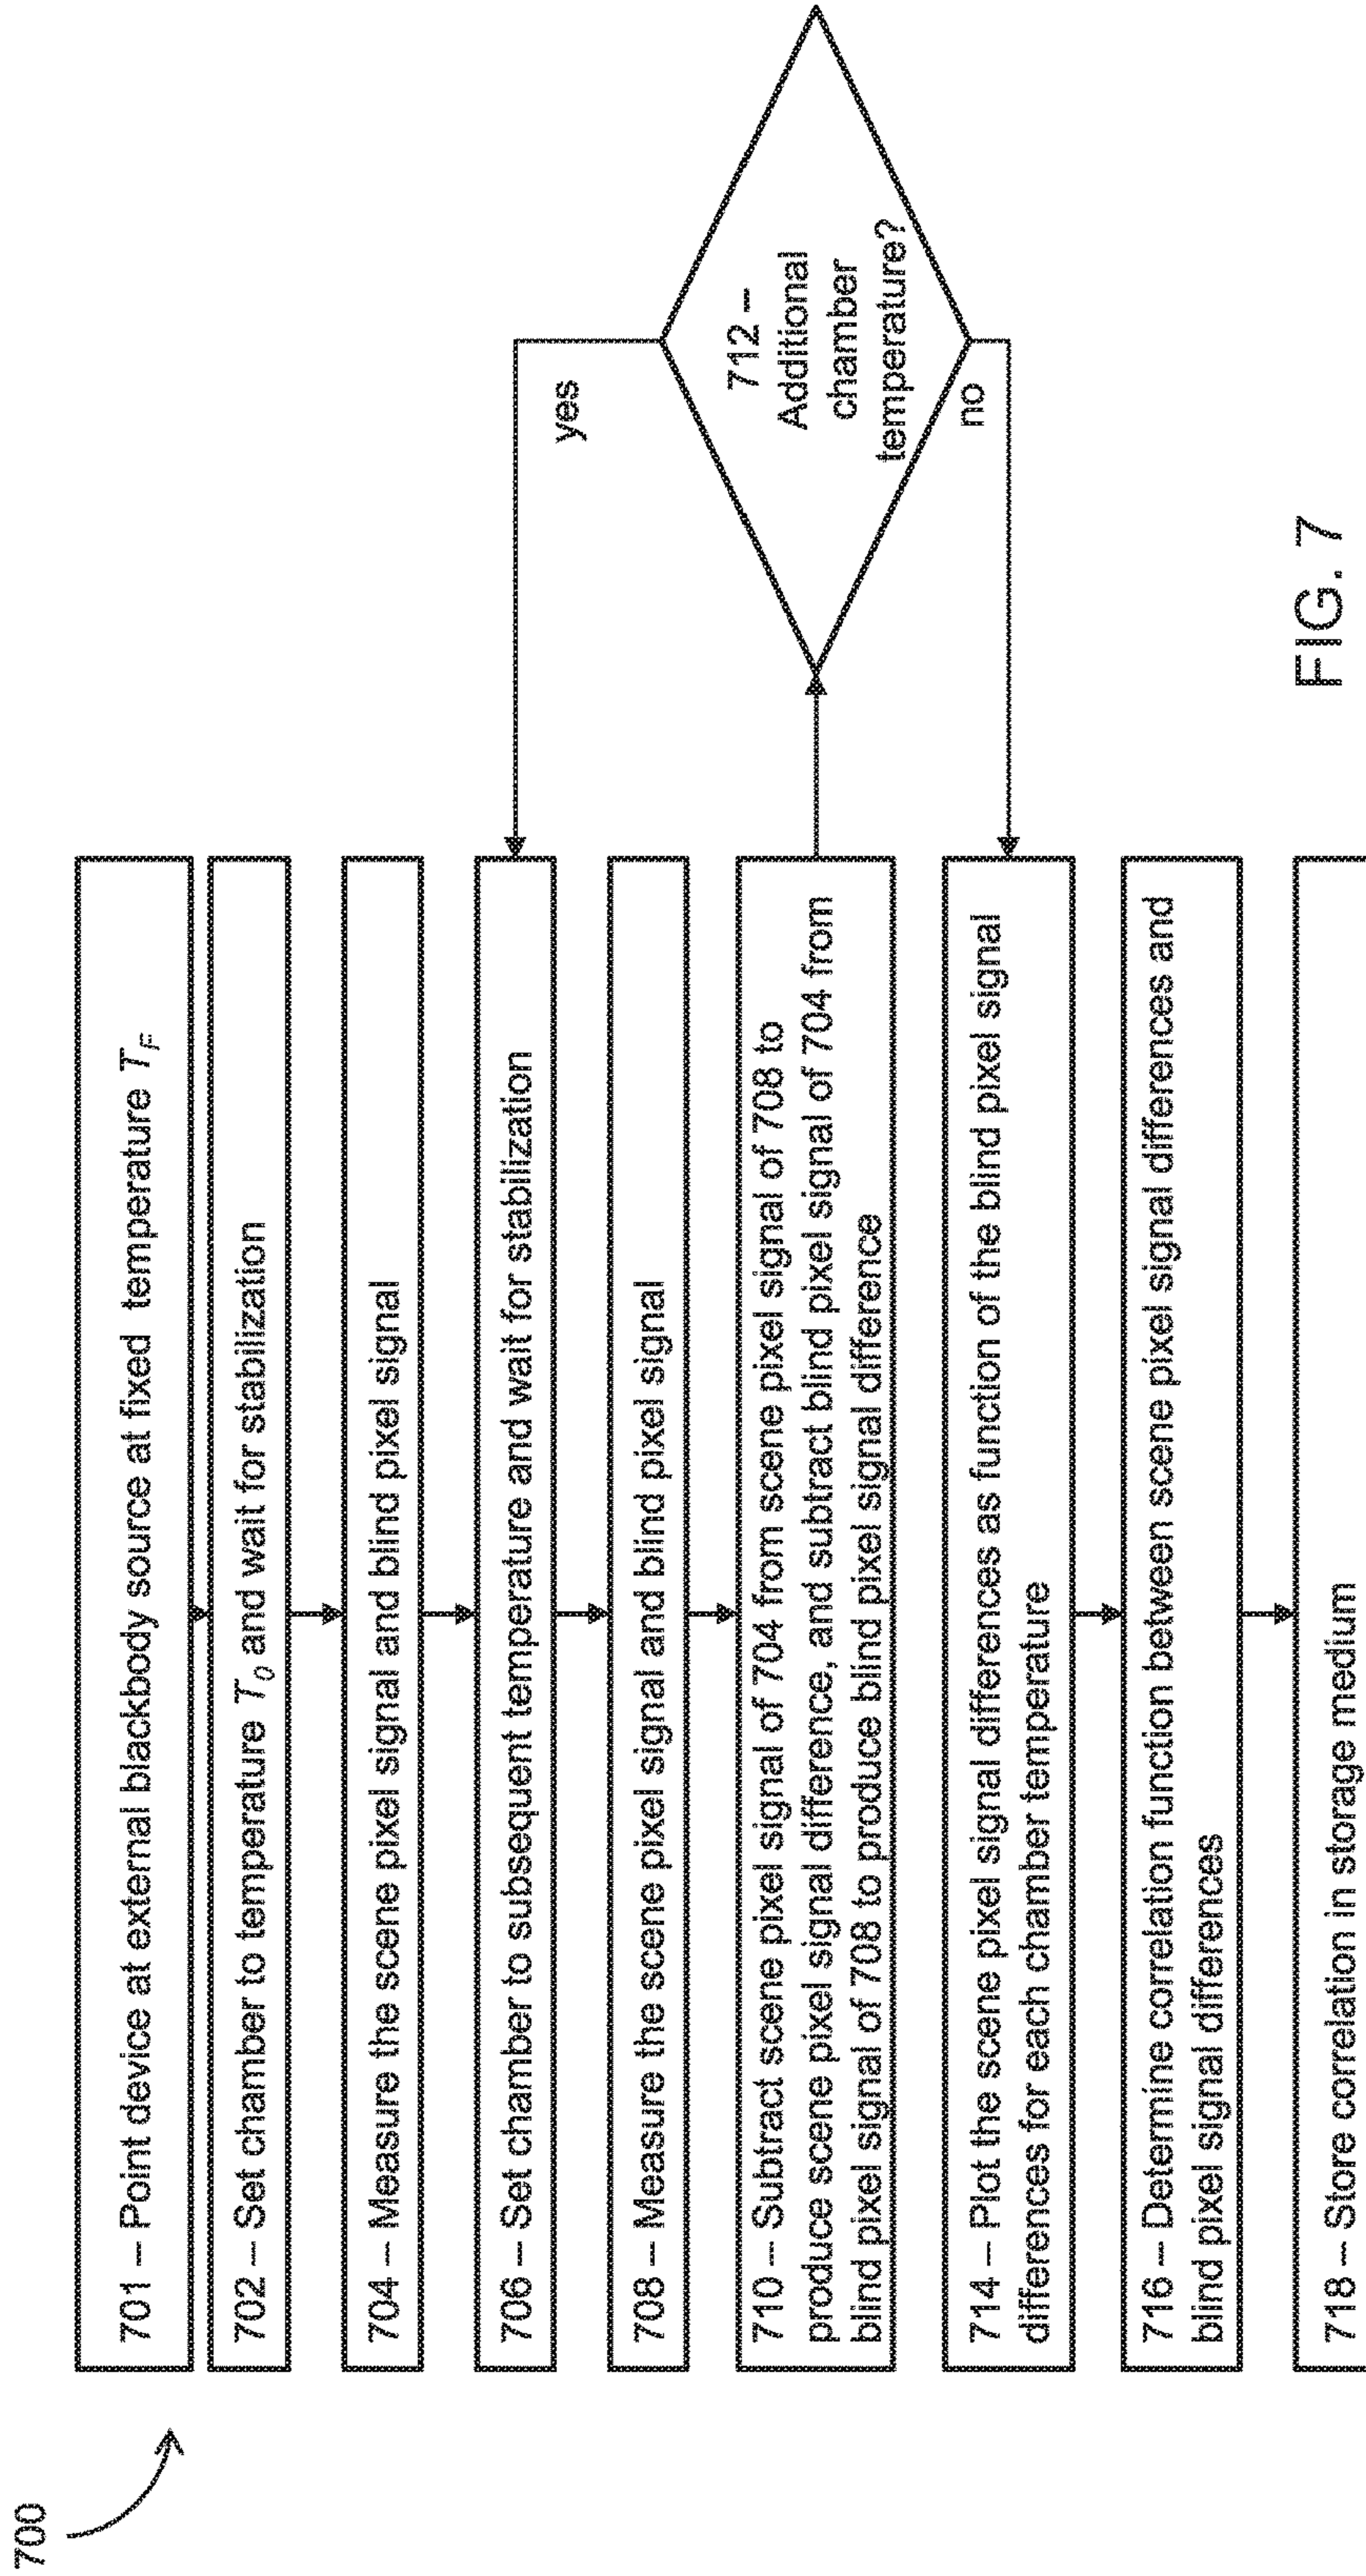 700
701 – Point device at external blackbody source at fixed temperature T_F
702 – Set chamber to temperature T_0 and wait for stabilization
704 – Measure the scene pixel signal and blind pixel signal
706 – Set chamber to subsequent temperature and wait for stabilization
708 – Measure the scene pixel signal and blind pixel signal
710 – Subtract scene pixel signal of 704 from scene pixel signal of 708 to
produce scene pixel signal difference, and subtract blind pixel signal of 704 from
blind pixel signal of 708 to produce blind pixel signal difference
712 –
Additional
chamber
temperature?
yes
no
714 – Plot the scene pixel signal differences as function of the blind pixel signal
differences for each chamber temperature
716 – Determine correlation function between scene pixel signal differences and
blind pixel signal differences
718 – Store correlation in storage medium
FIG. 7